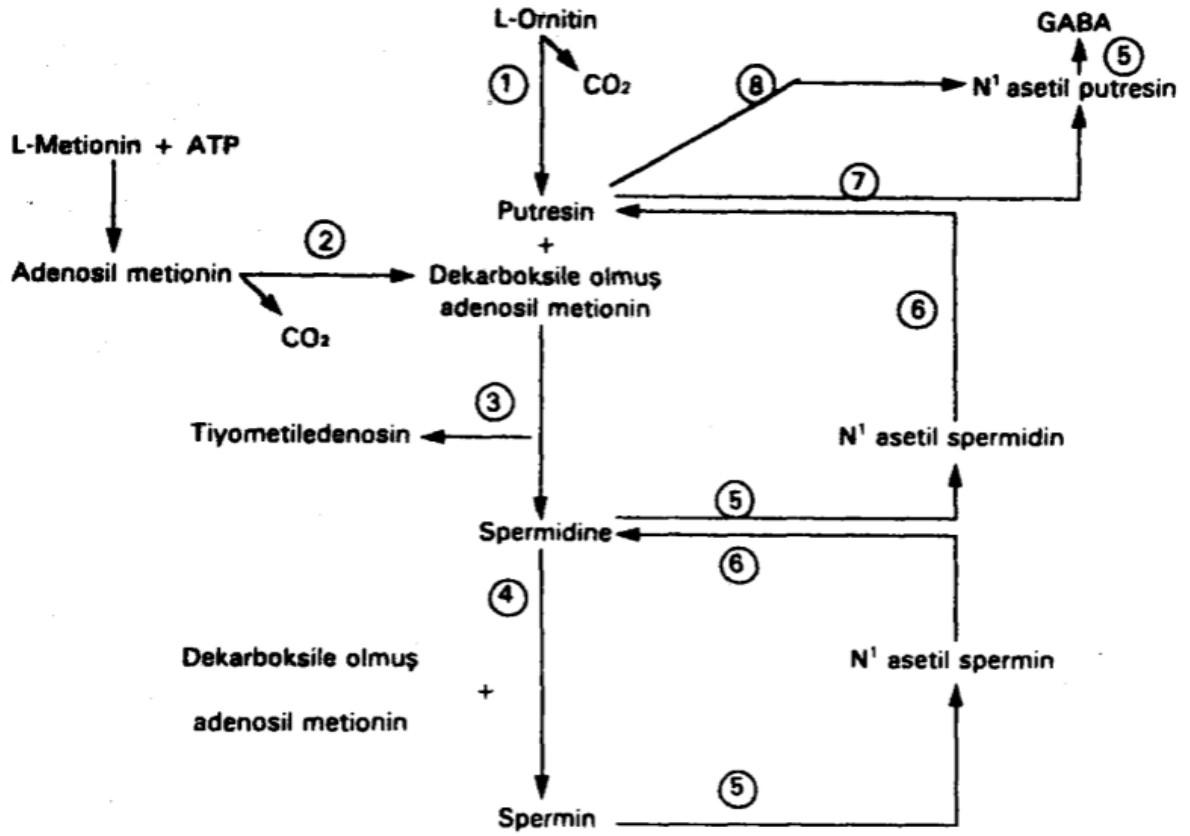 L-Ornitin
GABA
1
CO₂
8
5
N¹ asetil putresin
L-Metionin + ATP
7
Putresin
+
2
Adenosil metionin
Dekarboksile olmuş
adenosil metionin
CO₂
6
3
Tiyometiledenosin
N¹ asetil spermidin
5
Spermidine
6
4
Dekarboksile olmuş
+
adenosil metionin
N¹ asetil spermin
5
Spermin